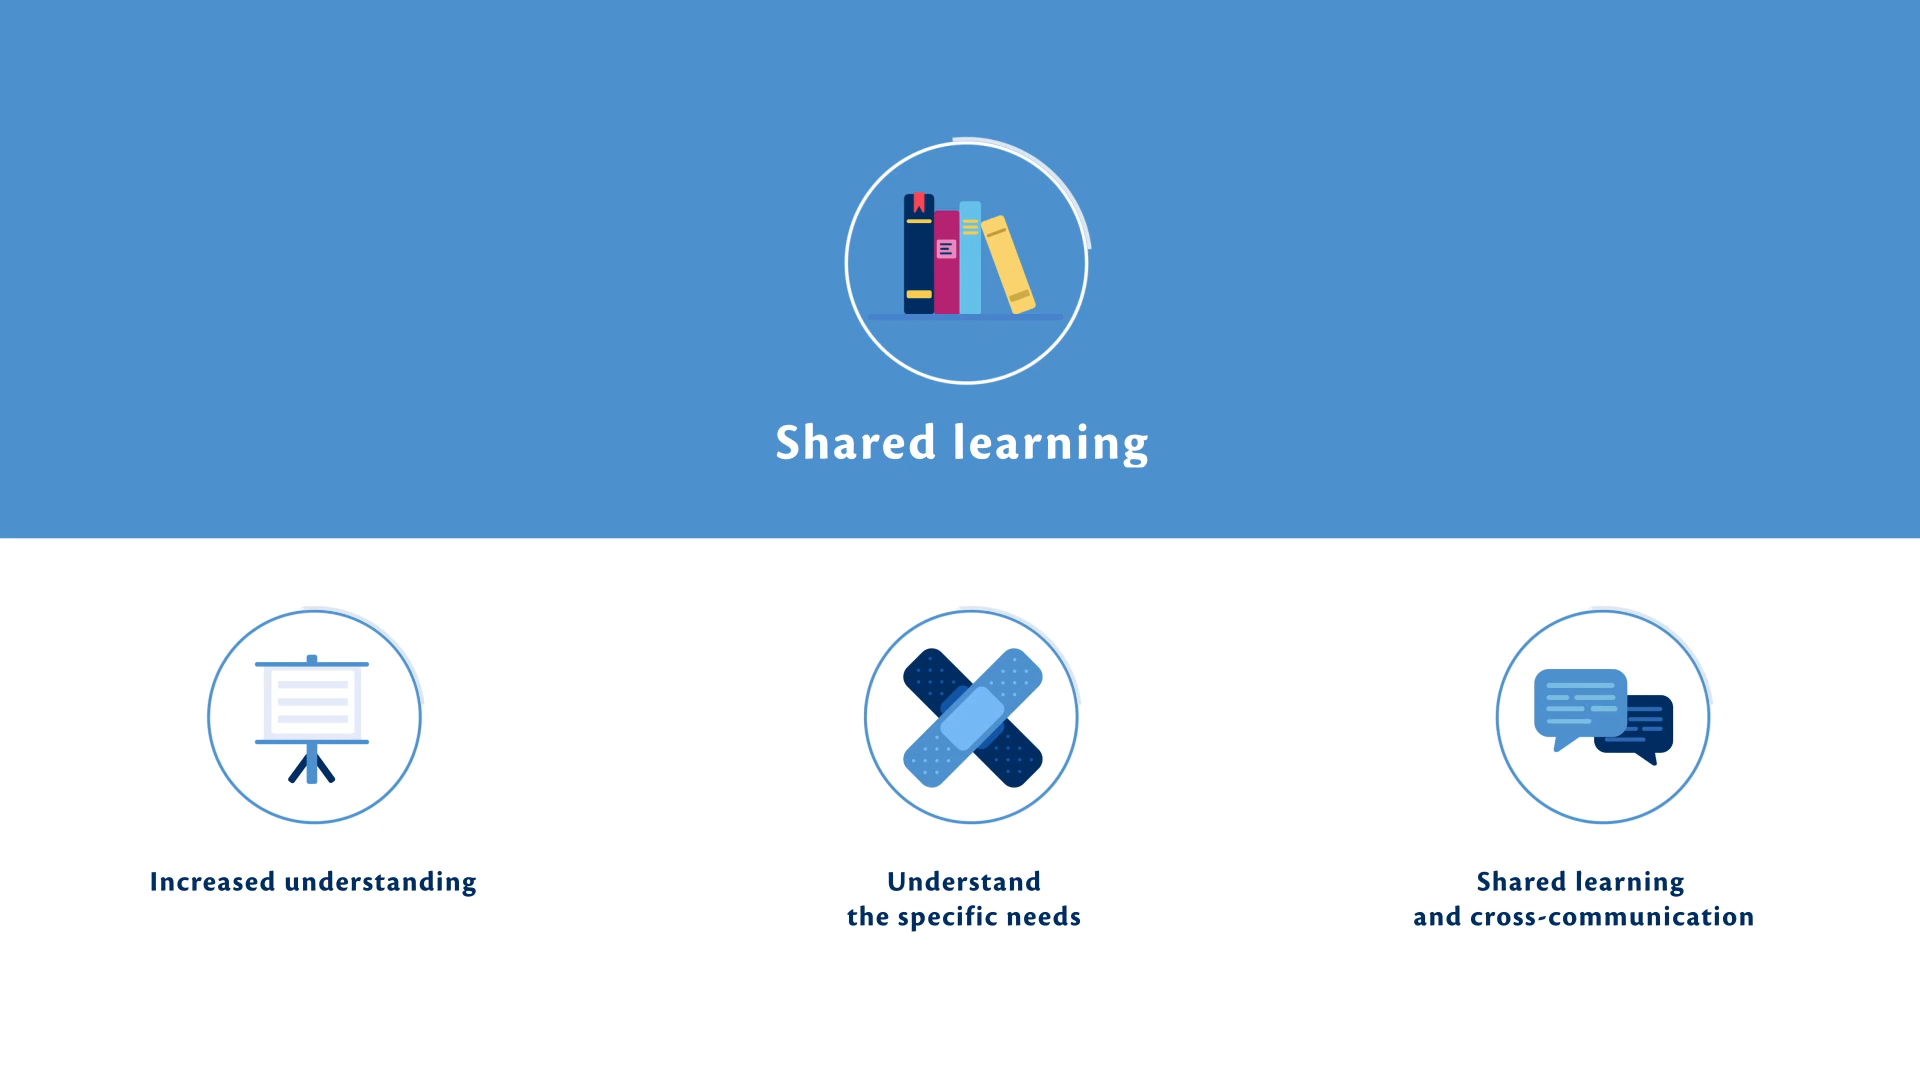 Shared learning
Increased understanding
Understand
the specific needs
Shared learning
and cross-communication